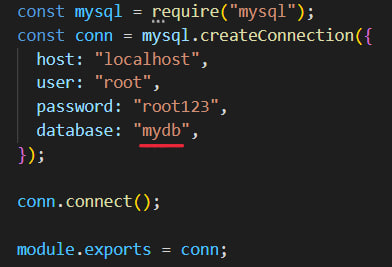 const mysql = require("mysql");
const conn = mysql.createConnection({
  host: "localhost",
  user: "root",
  password: "root123",
  database: "mydb",
});
conn.connect();
module.exports = conn;